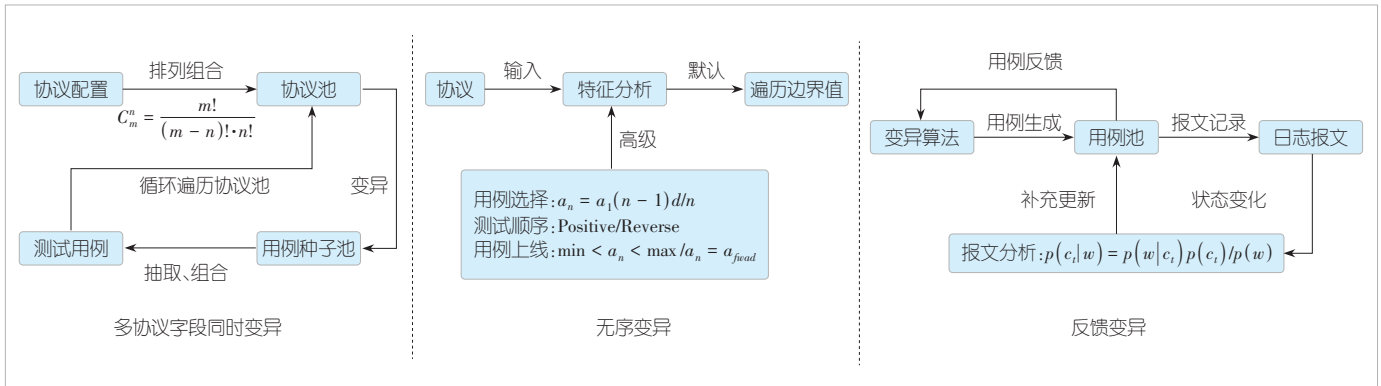 排列组合
协议配置
协议池
C_m^n = m! / ((m − n)!·n!)
循环遍历协议池
变异
测试用例
用例种子池
抽取、组合
多协议字段同时变异
协议
输入
特征分析
默认
遍历边界值
高级
用例选择:a_n = a_1(n − 1)d/n
测试顺序:Positive/Reverse
用例上线:min < a_n < max/a_n = a_fwad
无序变异
用例反馈
变异算法
用例生成
用例池
报文记录
日志报文
补充更新
状态变化
报文分析:p(c_t|w) = p(w|c_t)p(c_t)/p(w)
反馈变异